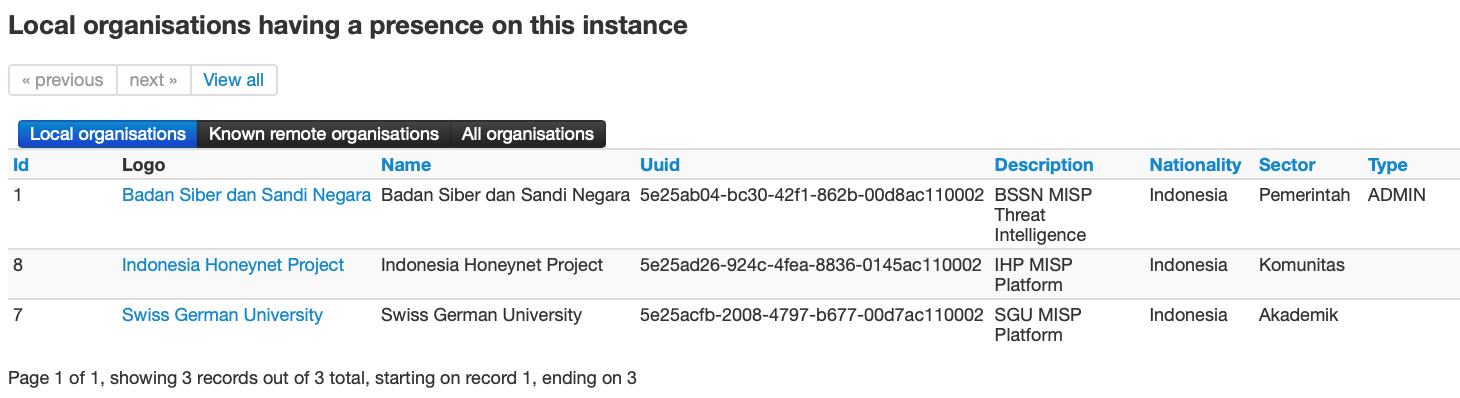 Local organisations having a presence on this instance
« previous next » View all
Local organisations Known remote organisations All organisations
Id Logo Name Uuid Description Nationality Sector Type
1 Badan Siber dan Sandi Negara Badan Siber dan Sandi Negara 5e25ab04-bc30-42f1-862b-00d8ac110002 BSSN MISP Indonesia Pemerintah ADMIN
Threat
Intelligence
8 Indonesia Honeynet Project Indonesia Honeynet Project 5e25ad26-924c-4fea-8836-0145ac110002 IHP MISP Indonesia Komunitas
Platform
7 Swiss German University Swiss German University 5e25acfb-2008-4797-b677-00d7ac110002 SGU MISP Indonesia Akademik
Platform
Page 1 of 1, showing 3 records out of 3 total, starting on record 1, ending on 3